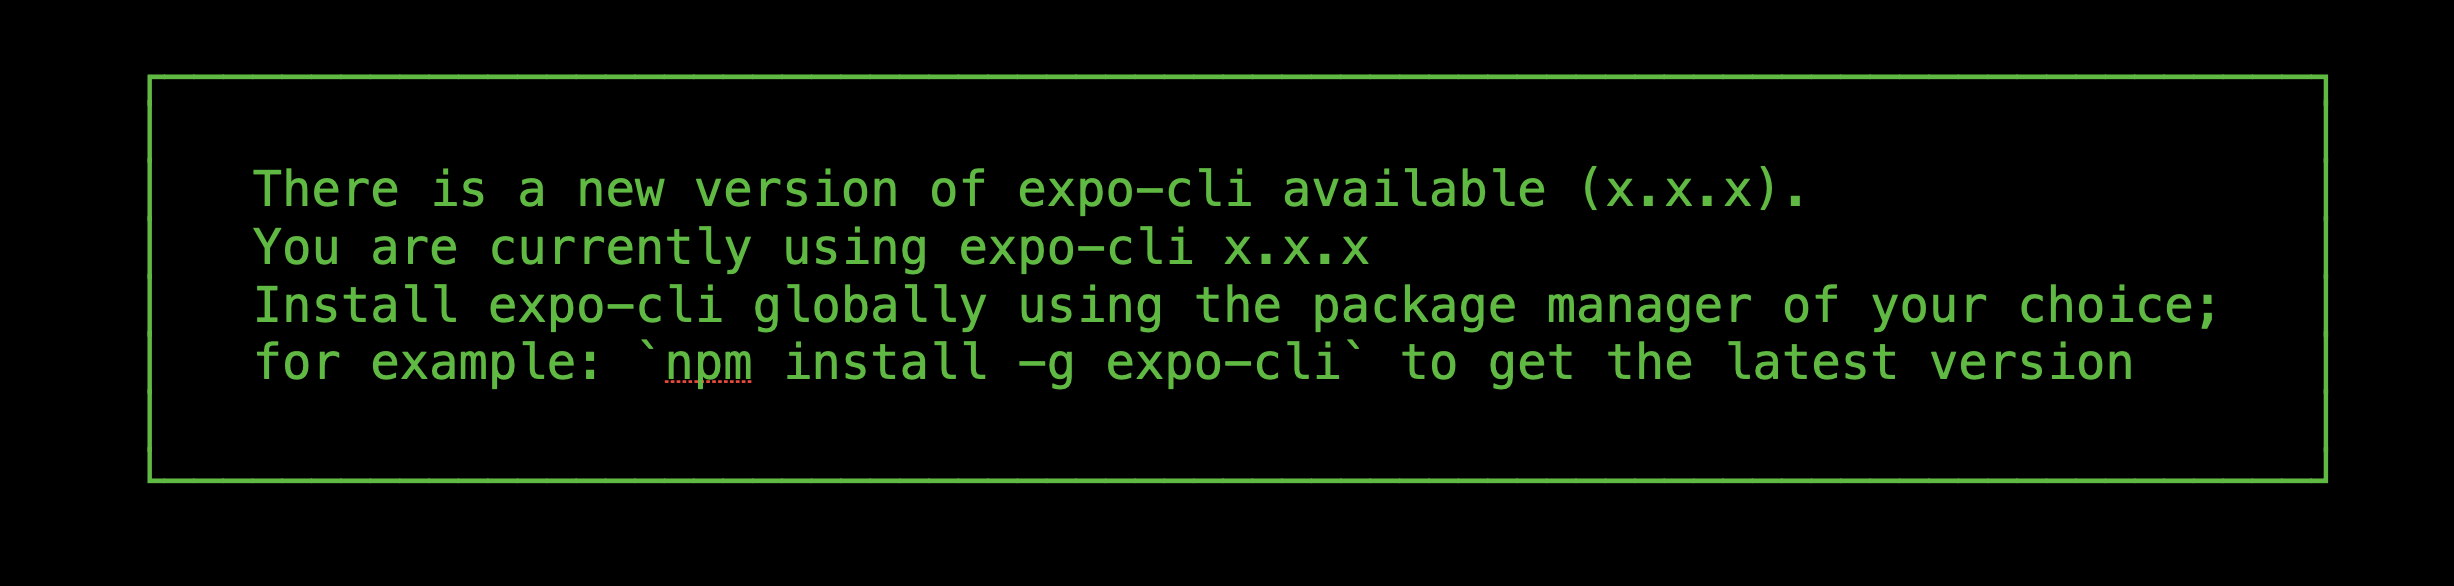 There is a new version of expo-cli available (x.x.x).
You are currently using expo-cli x.x.x
Install expo-cli globally using the package manager of your choice;
for example: `npm install -g expo-cli` to get the latest version